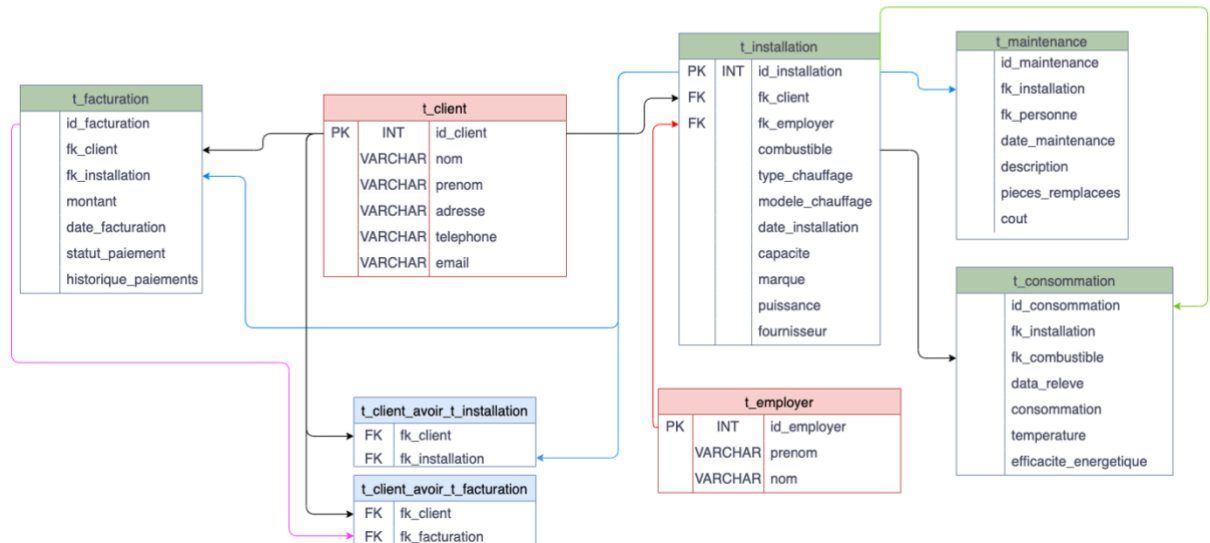 t_facturation
id_facturation
fk_client
fk_installation
montant
date_facturation
statut_paiement
historique_paiements
t_client
PK INT id_client
VARCHAR nom
VARCHAR prenom
VARCHAR adresse
VARCHAR telephone
VARCHAR email
t_installation
PK INT id_installation
FK fk_client
FK fk_employer
combustible
type_chauffage
modele_chauffage
date_installation
capacite
marque
puissance
fournisseur
t_maintenance
id_maintenance
fk_installation
fk_personne
date_maintenance
description
pieces_remplacees
cout
t_consommation
id_consommation
fk_installation
fk_combustible
data_releve
consommation
temperature
efficacite_energetique
t_client_avoir_t_installation
FK fk_client
FK fk_installation
t_client_avoir_t_facturation
FK fk_client
FK fk_facturation
t_employer
PK INT id_employer
VARCHAR prenom
VARCHAR nom